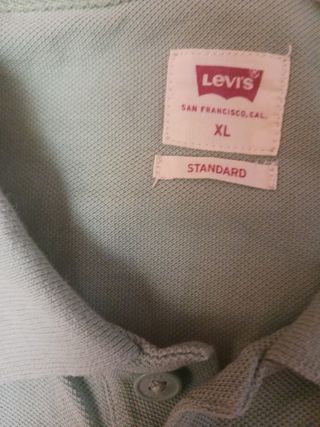 LEVI'S
SAN FRANCISCO, CAL.
XL
STANDARD